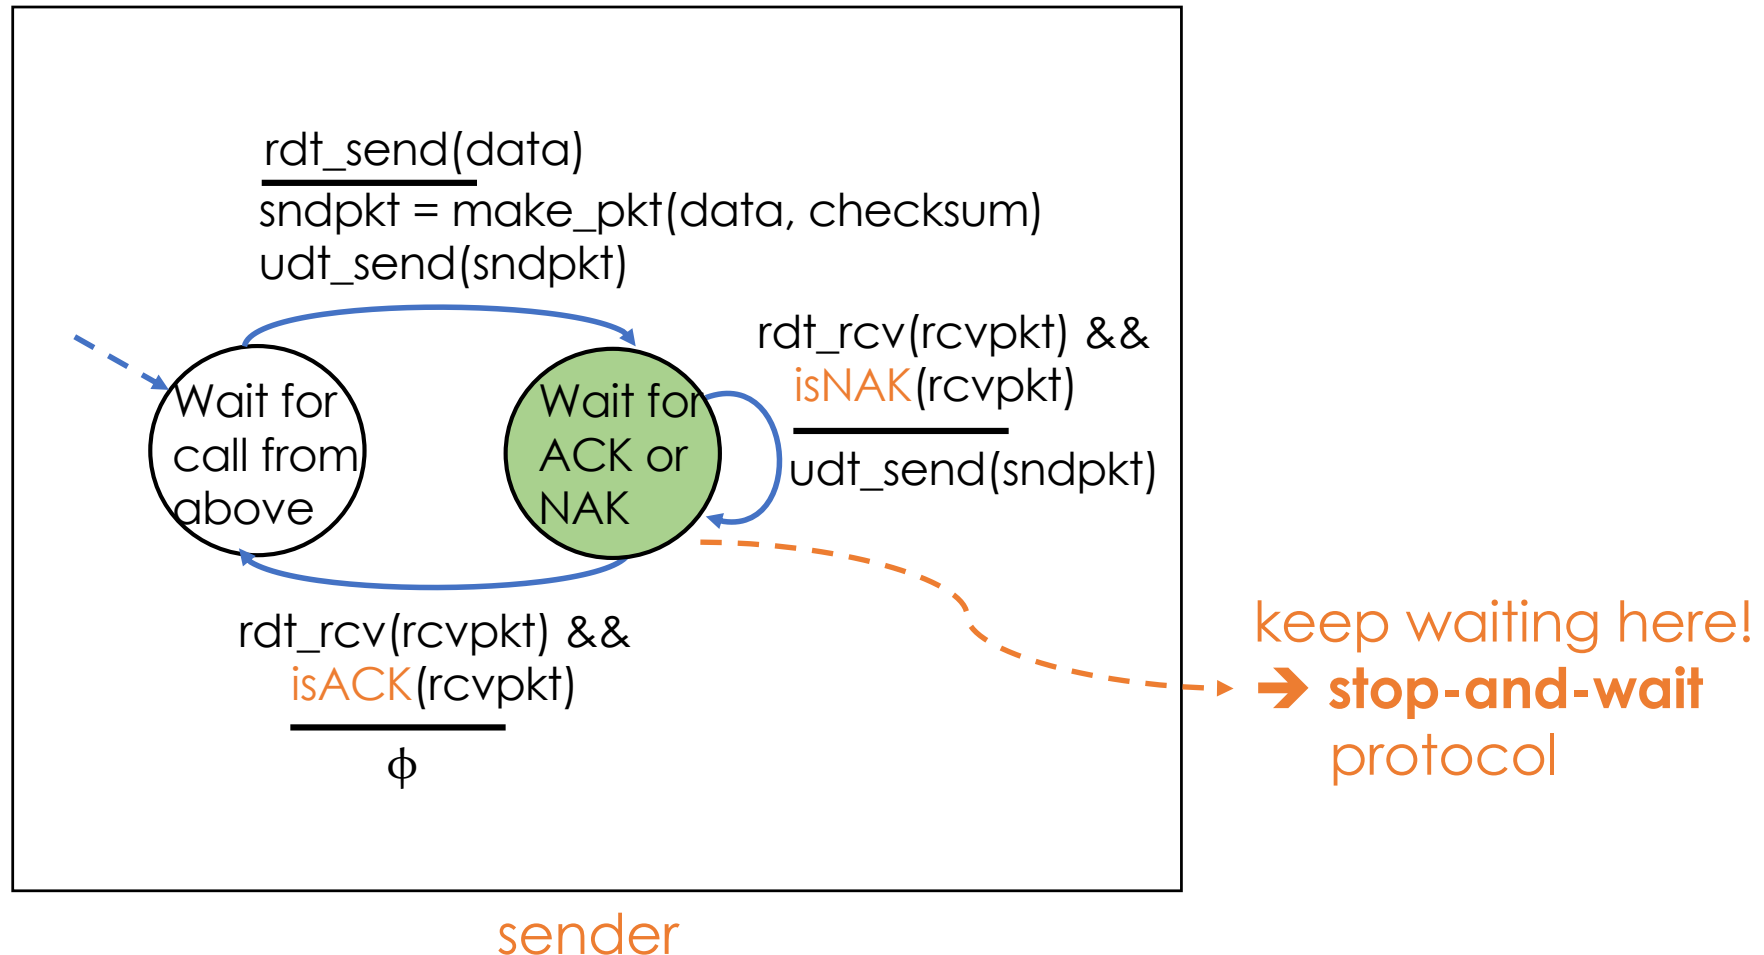 rdt_send(data)
sndpkt = make_pkt(data, checksum)
udt_send(sndpkt)
Wait for
call from
above
Wait for
ACK or
NAK
rdt_rcv(rcvpkt) &&
isNAK(rcvpkt)
udt_send(sndpkt)
rdt_rcv(rcvpkt) &&
isACK(rcvpkt)
ϕ
keep waiting here!
➔ stop-and-wait
protocol
sender